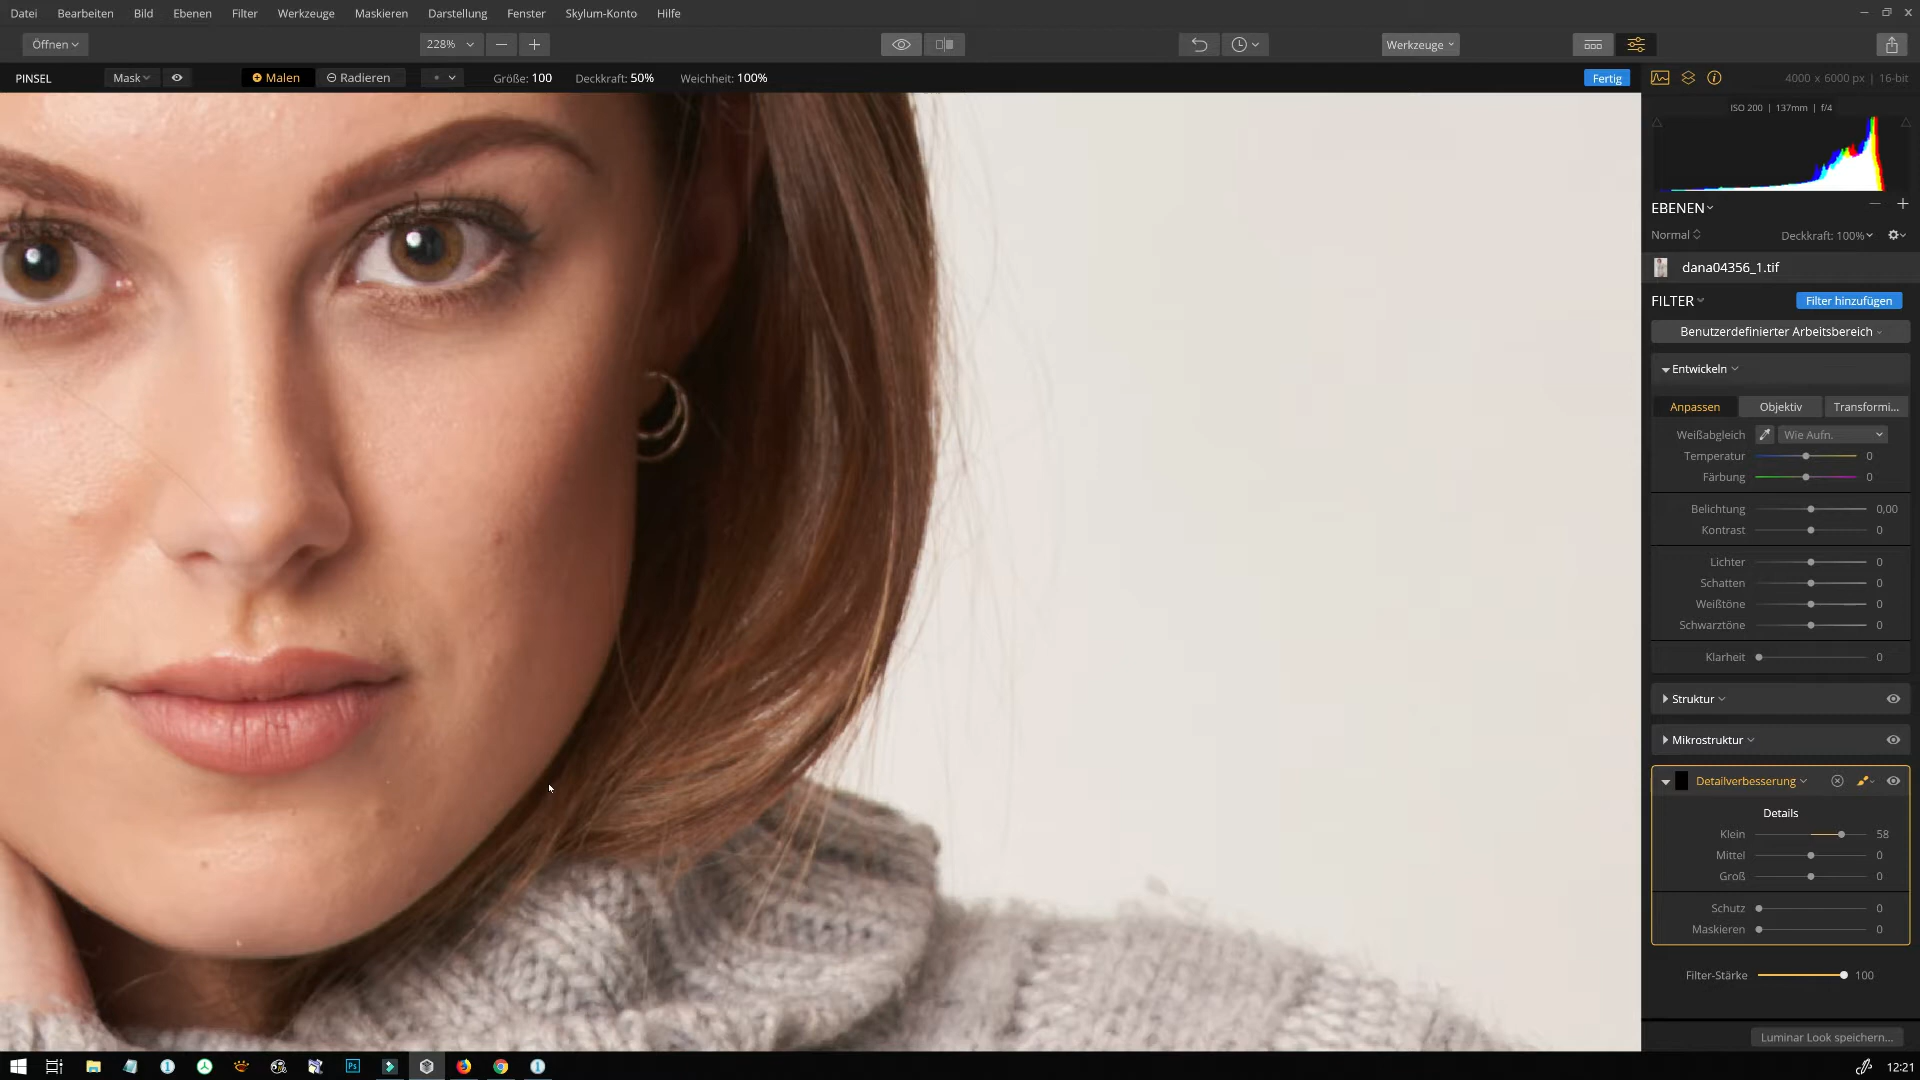 Datei Bearbeiten Bild Ebenen Filter Werkzeuge Maskieren Darstellung Fenster Skylum-Konto Hilfe
Öffnen 228% Werkzeuge
PINSEL Mask Malen Radieren Größe: 100 Deckkraft: 50% Weichheit: 100% Fertig 4000 x 6000 px | 16-bit
ISO 200 | 137mm | f/4
EBENEN
Normal Deckkraft: 100%
dana04356_1.tif
FILTER Filter hinzufügen
Benutzerdefinierter Arbeitsbereich
Entwickeln
Anpassen Objektiv Transformi...
Weißabgleich Wie Aufn.
Temperatur 0
Färbung 0
Belichtung 0,00
Kontrast 0
Lichter 0
Schatten 0
Weißtöne 0
Schwarztöne 0
Klarheit 0
Struktur
Mikrostruktur
Detailverbesserung
Details
Klein 58
Mittel 0
Groß 0
Schutz 0
Maskieren 0
Filter-Stärke 100
Luminar Look speichern...
Ps 12:21